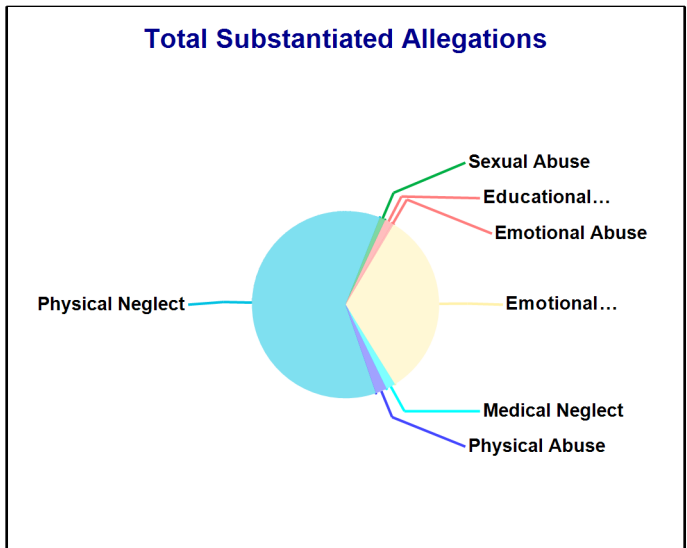 Total Substantiated Allegations
Sexual Abuse
Educational…
Emotional Abuse
Physical Neglect
Emotional…
Medical Neglect
Physical Abuse